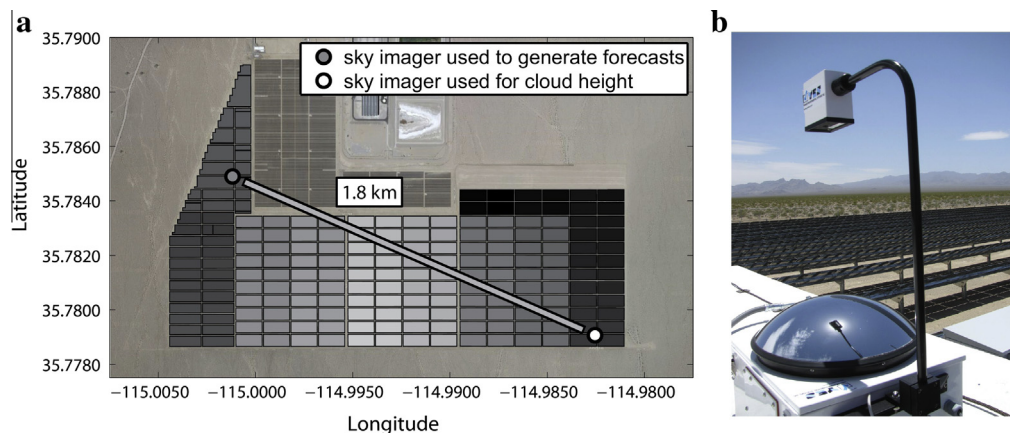 a
35.7900
35.7880
35.7860
35.7840
35.7820
35.7800
35.7780
Latitude
sky imager used to generate forecasts
sky imager used for cloud height
1.8 km
−115.0050 −115.0000 −114.9950 −114.9900 −114.9850 −114.9800
Longitude
b